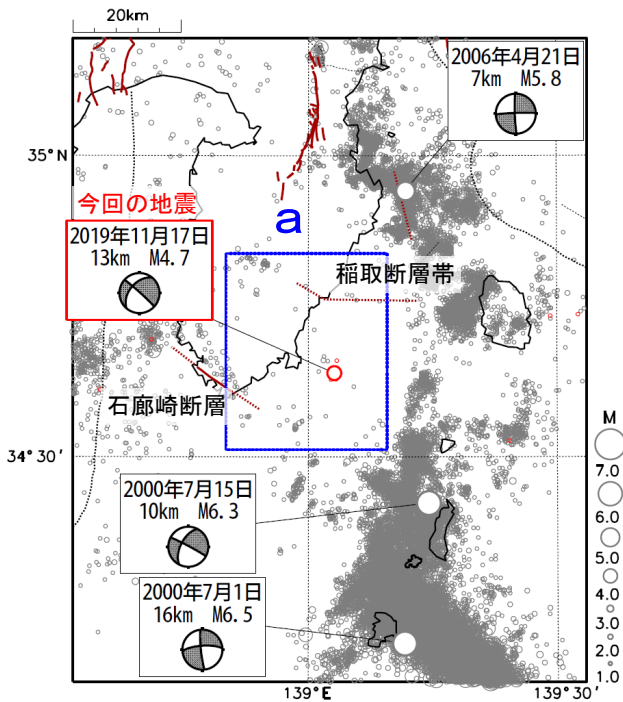 20km
2006年4月21日
7km M5.8
35°N
今回の地震
2019年11月17日
13km M4.7
a
稲取断層帯
石廊崎断層
34°30′
2000年7月15日
10km M6.3
2000年7月1日
16km M6.5
M
7.0
6.0
5.0
4.0
3.0
2.0
1.0
139°E
139°30′